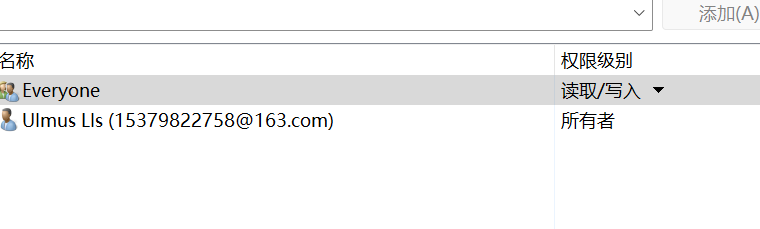 添加(A)
名称 权限级别
Everyone 读取/写入
Ulmus Lls (15379822758@163.com) 所有者